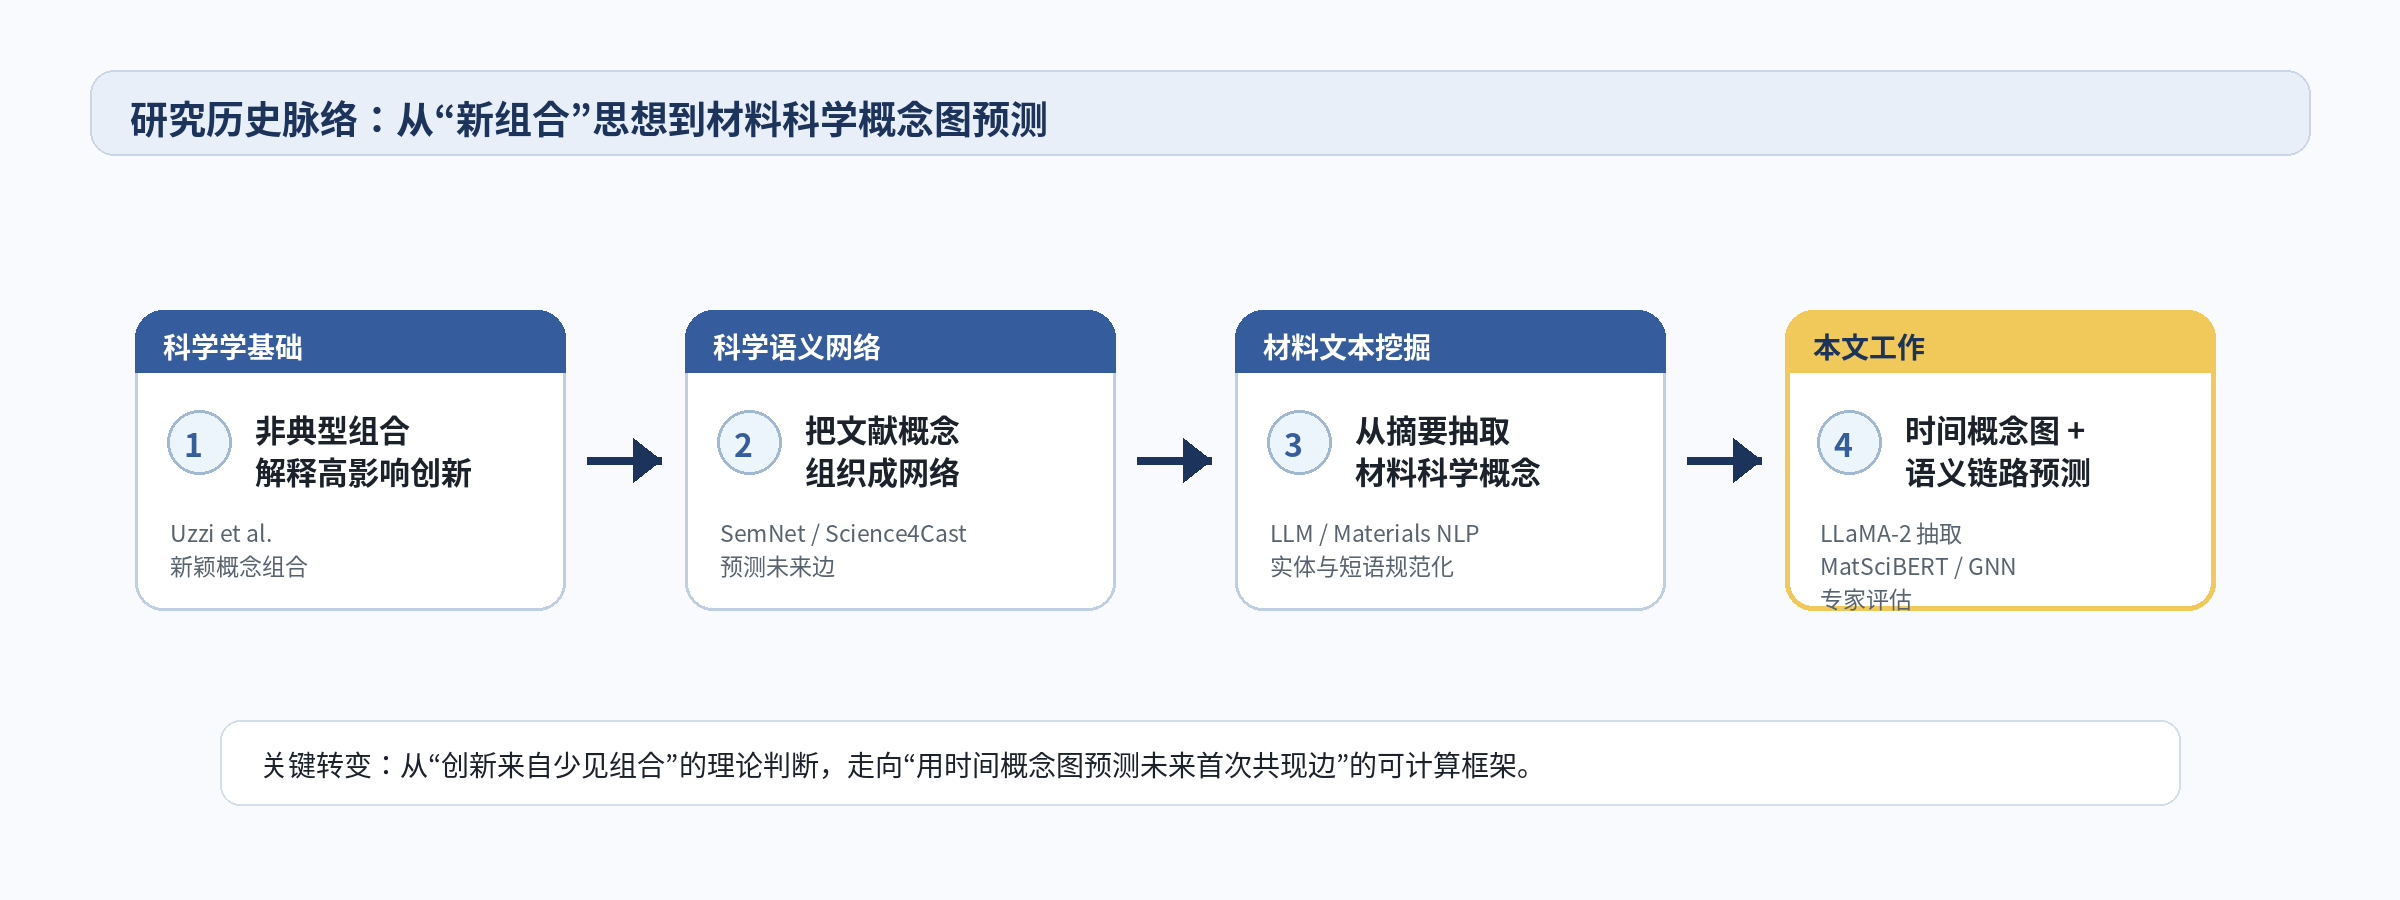 研究历史脉络：从“新组合”思想到材料科学概念图预测
科学学基础
1
非典型组合
解释高影响创新
Uzzi et al.
新颖概念组合
科学语义网络
2
把文献概念
组织成网络
SemNet / Science4Cast
预测未来边
材料文本挖掘
3
从摘要抽取
材料科学概念
LLM / Materials NLP
实体与短语规范化
本文工作
4
时间概念图 +
语义链路预测
LLaMA-2 抽取
MatSciBERT / GNN
专家评估
关键转变：从“创新来自少见组合”的理论判断，走向“用时间概念图预测未来首次共现边”的可计算框架。